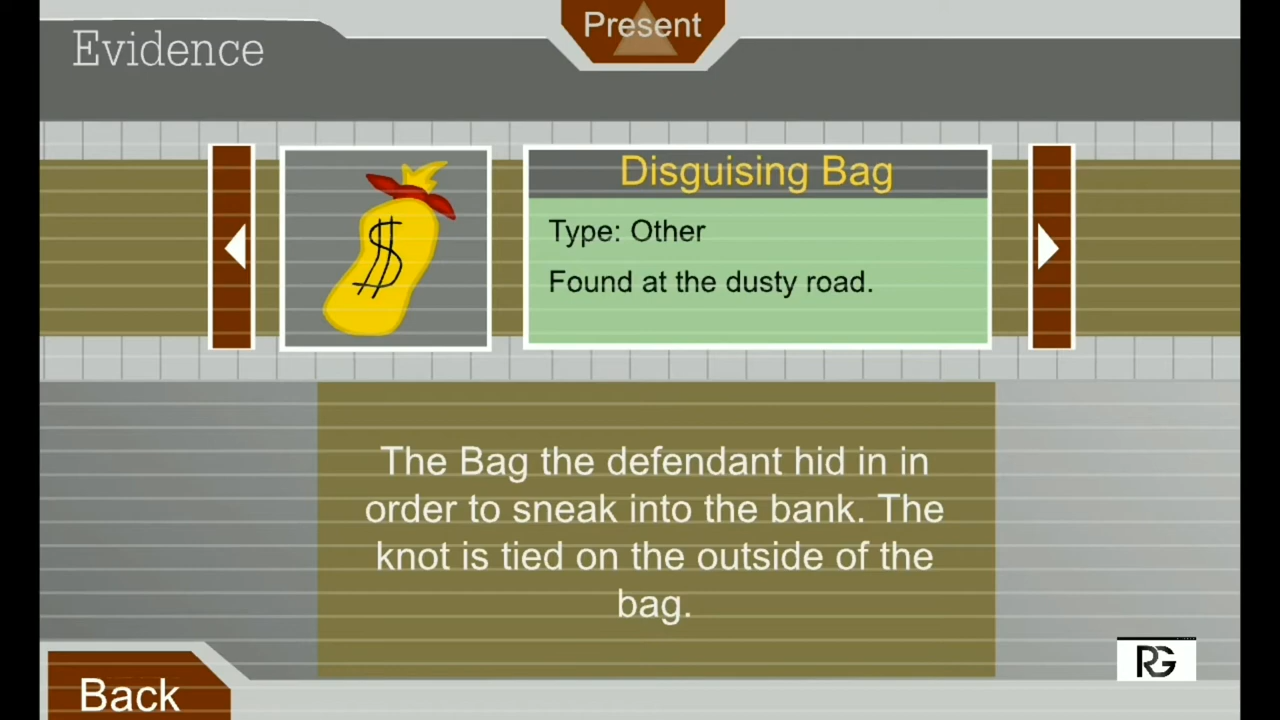 Present
Evidence
Disguising Bag
Type: Other
Found at the dusty road.
$
The Bag the defendant hid in in
order to sneak into the bank. The
knot is tied on the outside of the
bag.
RG
Back